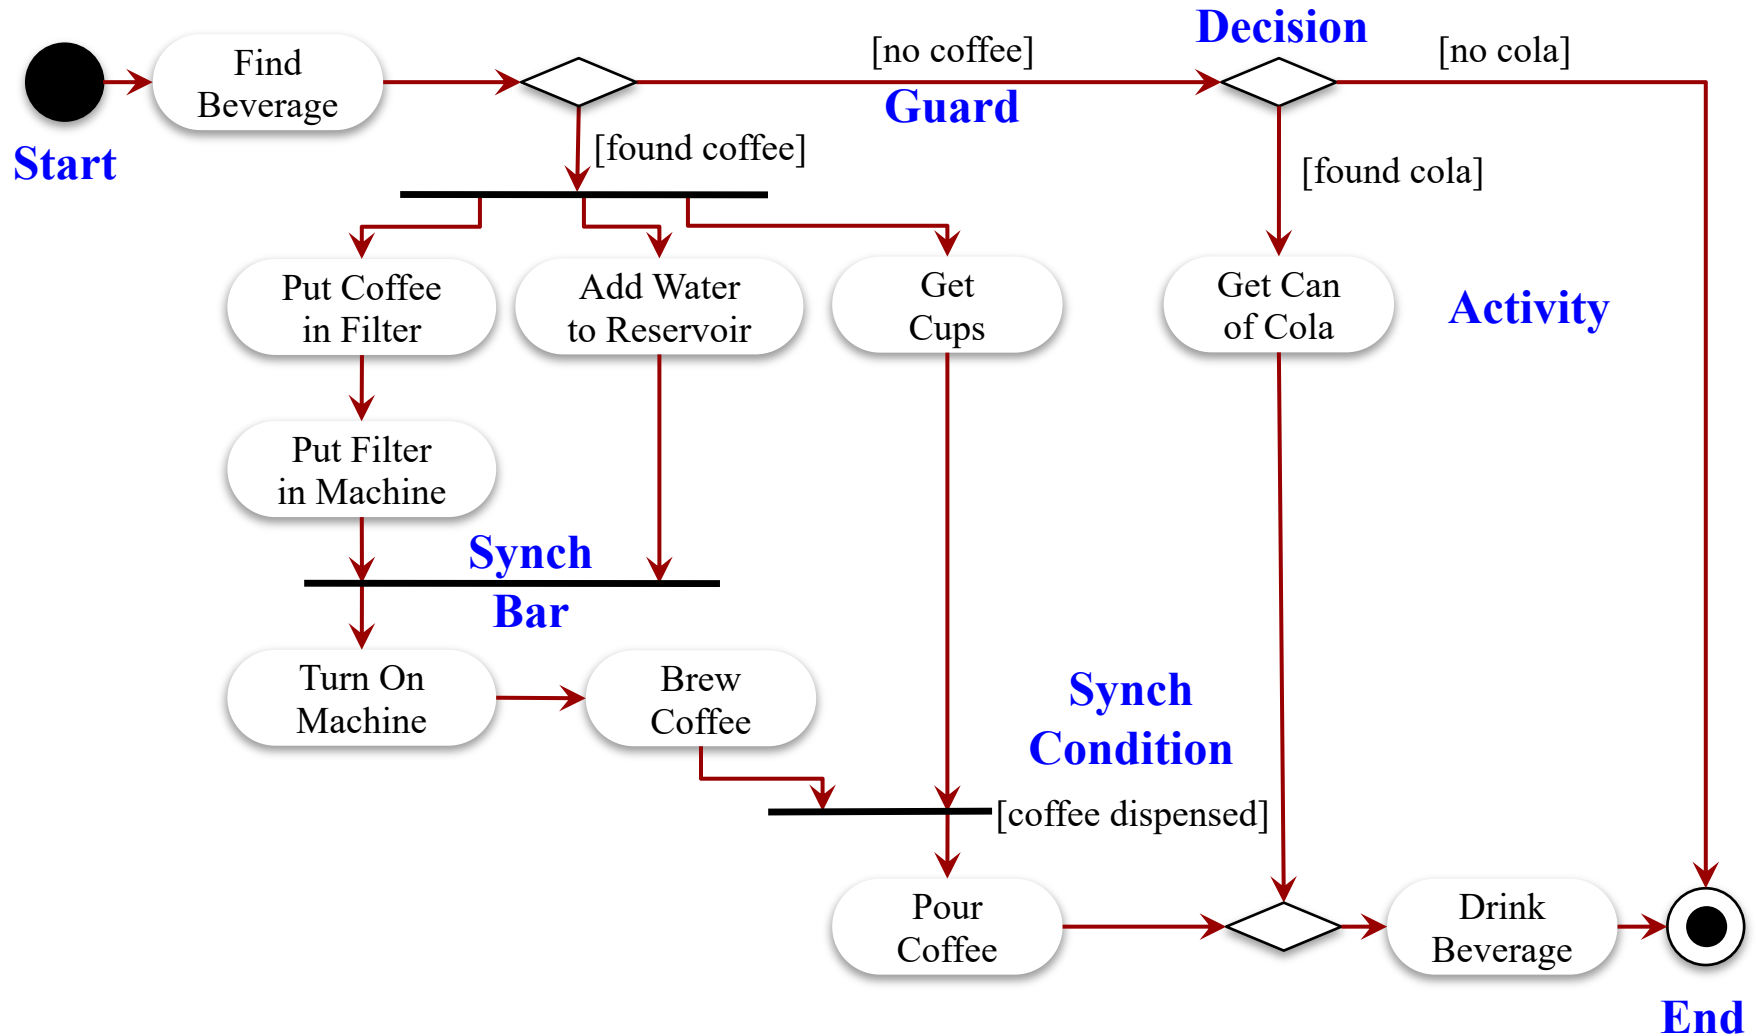 Decision
[no coffee]
[no cola]
Find
Beverage
Guard
Start
[found coffee]
[found cola]
Put Coffee
in Filter
Add Water
to Reservoir
Get
Cups
Get Can
of Cola
Activity
Put Filter
in Machine
Synch
Bar
Turn On
Machine
Brew
Coffee
Synch
Condition
[coffee dispensed]
Pour
Coffee
Drink
Beverage
End